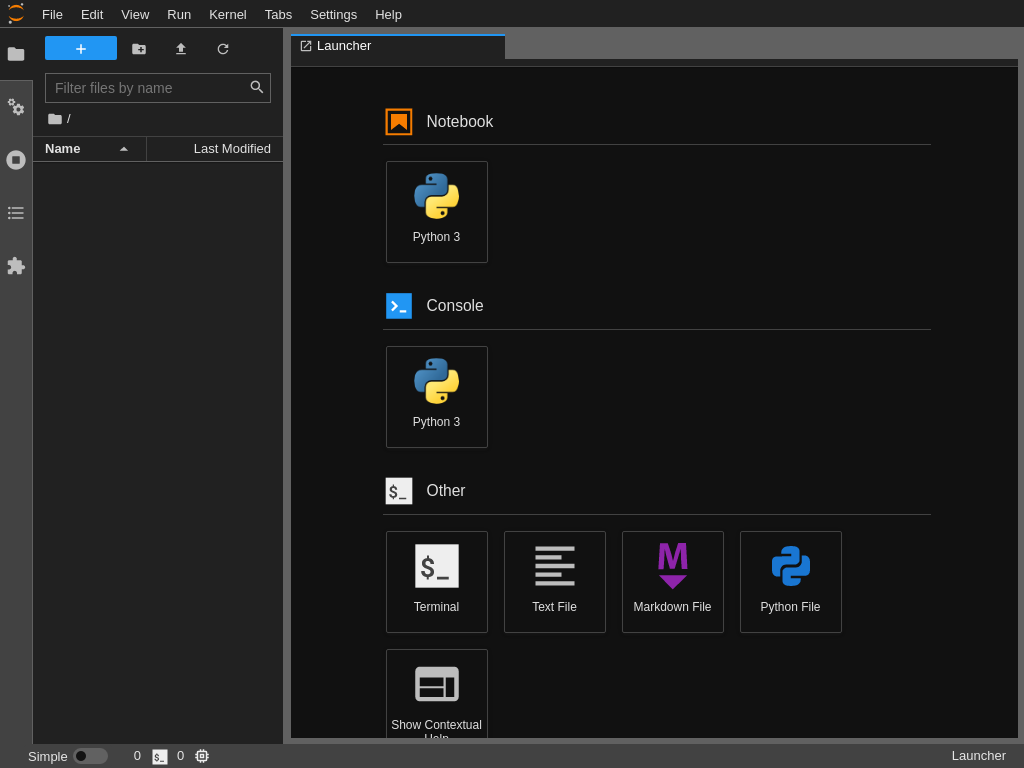 File Edit View Run Kernel Tabs Settings Help
Launcher
Filter files by name
/
Name Last Modified
Notebook
Python 3
Console
Python 3
$_ Other
$_
Terminal Text File Markdown File Python File
Show Contextual
Help
Simple 0 $_ 0 Launcher